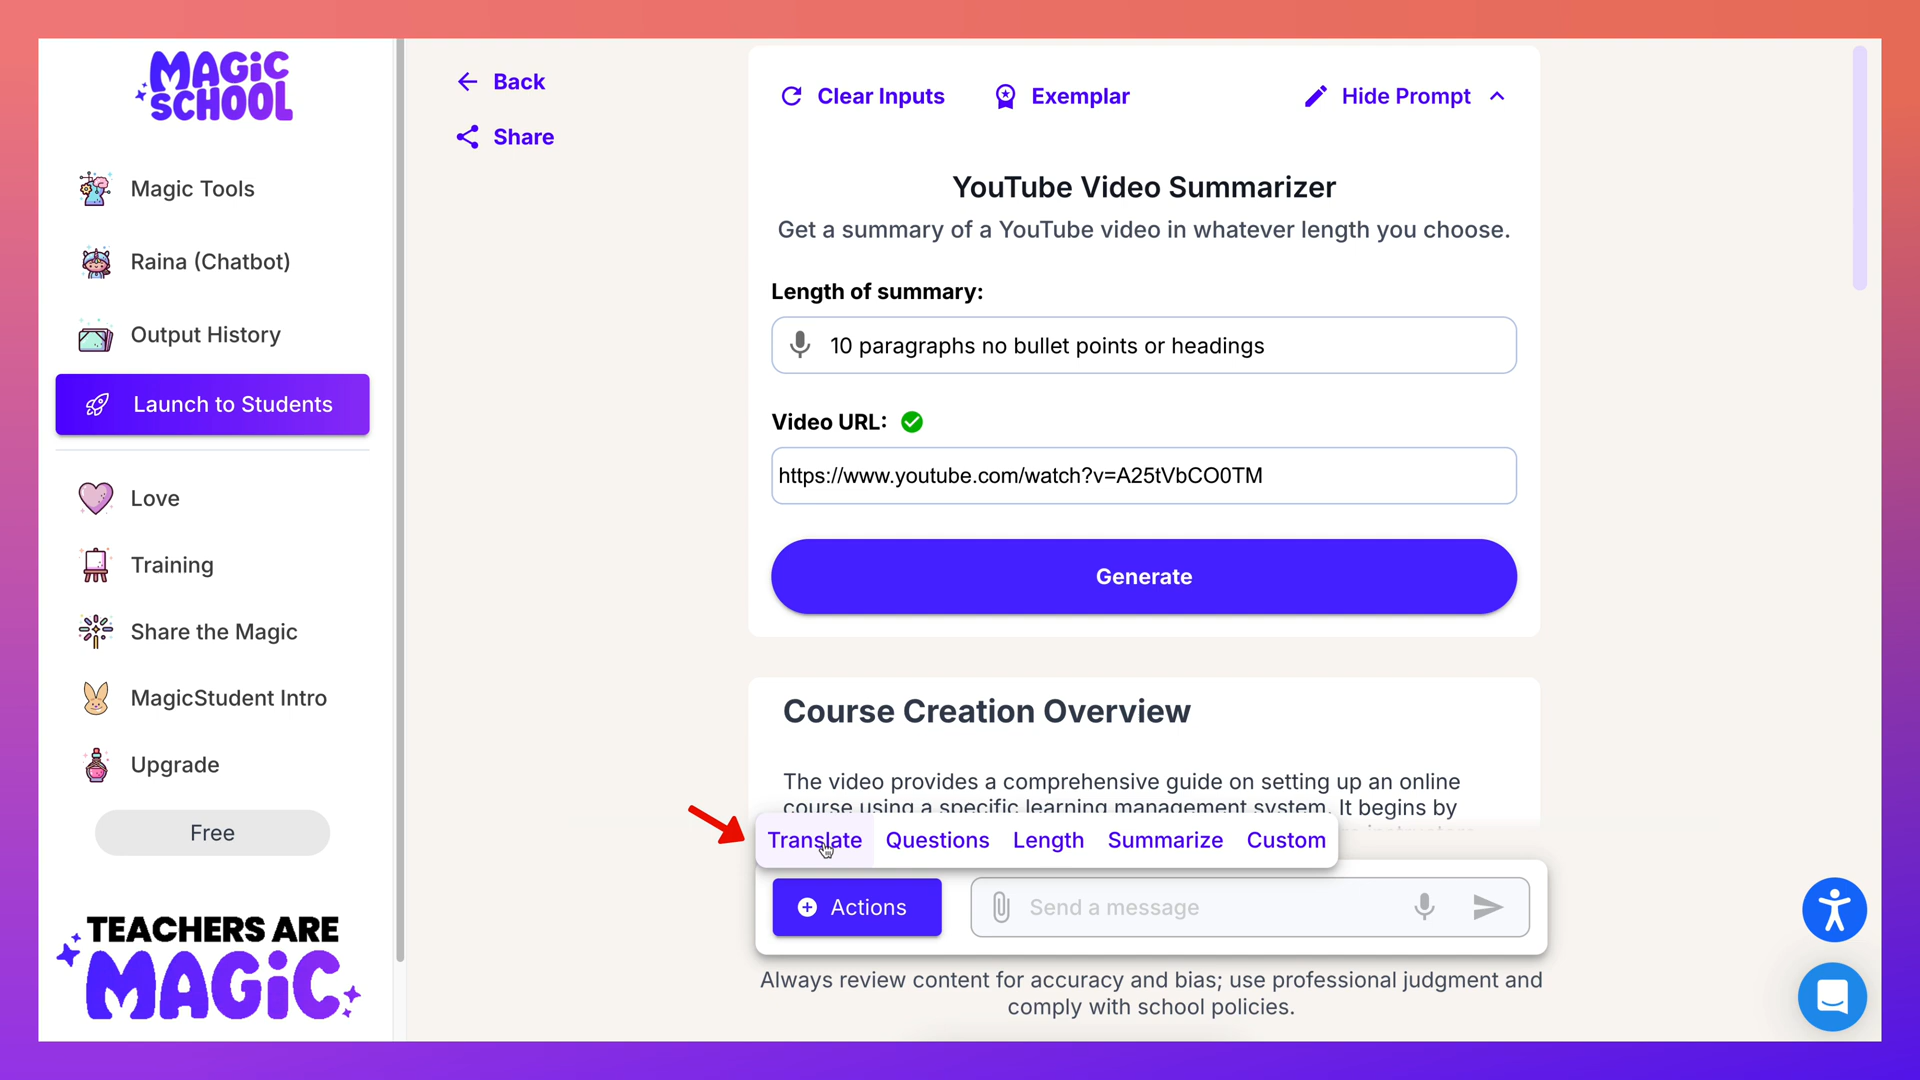 MAGIC
SCHOOL
Magic Tools
Raina (Chatbot)
Output History
Launch to Students
Love
Training
Share the Magic
MagicStudent Intro
Upgrade
Free
TEACHERS ARE
MAGIC
Back
Share
Clear Inputs
Exemplar
Hide Prompt
YouTube Video Summarizer
Get a summary of a YouTube video in whatever length you choose.
Length of summary:
10 paragraphs no bullet points or headings
Video URL:
https://www.youtube.com/watch?v=A25tVbCO0TM
Generate
Course Creation Overview
The video provides a comprehensive guide on setting up an online
course using a specific learning management system. It begins by
Translate Questions Length Summarize Custom
Actions
Send a message
Always review content for accuracy and bias; use professional judgment and
comply with school policies.